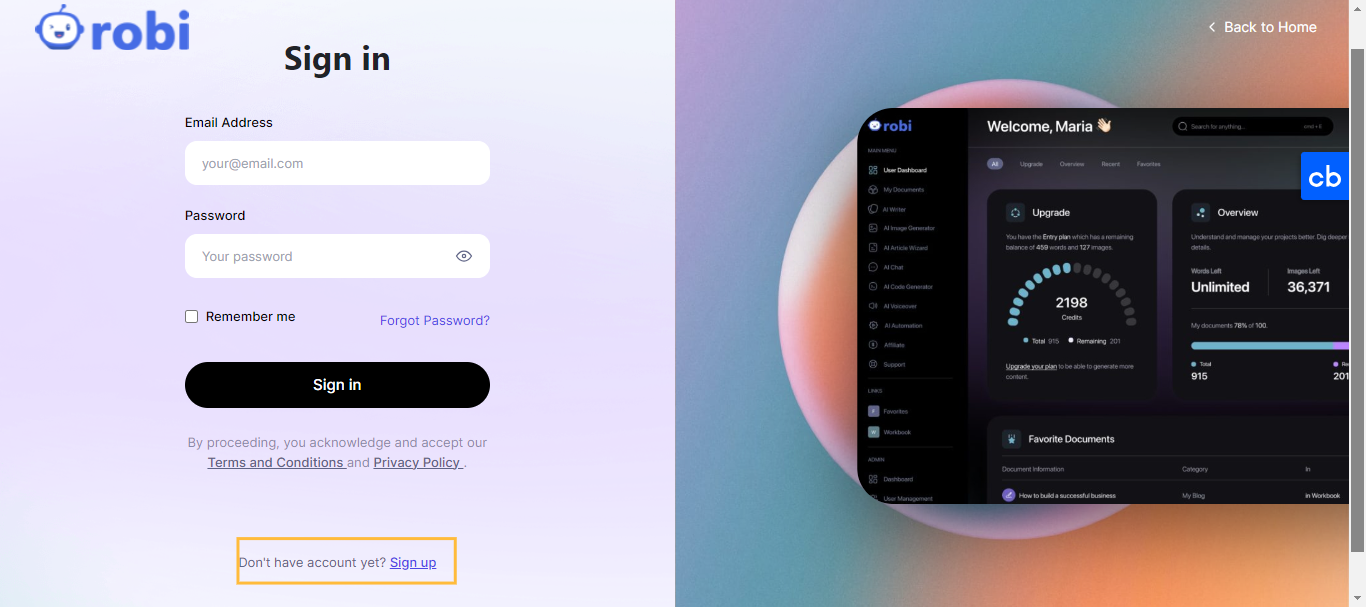 robi
Sign in
Email Address
your@email.com
Password
Your password
Remember me
Forgot Password?
Sign in
By proceeding, you acknowledge and accept our
Terms and Conditions and Privacy Policy .
Don't have account yet? Sign up
Back to Home
robi
MAIN MENU
User Dashboard
My Documents
AI Writer
AI Image Generator
AI Article Wizard
AI Chat
AI Code Generator
AI Voiceover
AI Automation
Affiliate
Support
LINKS
F Favorites
W Workbook
ADMIN
Dashboard
User Management
Welcome, Maria 👋🏻
Search for anything...
cmd + K
All Upgrade Overview Recent Favorites
cb
Upgrade
You have the Entry plan which has a remaining
balance of 459 words and 127 images.
2198
Credits
Total 915 Remaining 201
Upgrade your plan to be able to generate more
content.
Overview
Understand and manage your projects better. Dig deeper
details.
Words Left
Unlimited
Images Left
36,371
My documents 78% of 100.
Total
915
Re
201
Favorite Documents
Document Information Category In
How to build a successful business My Blog in Workbook